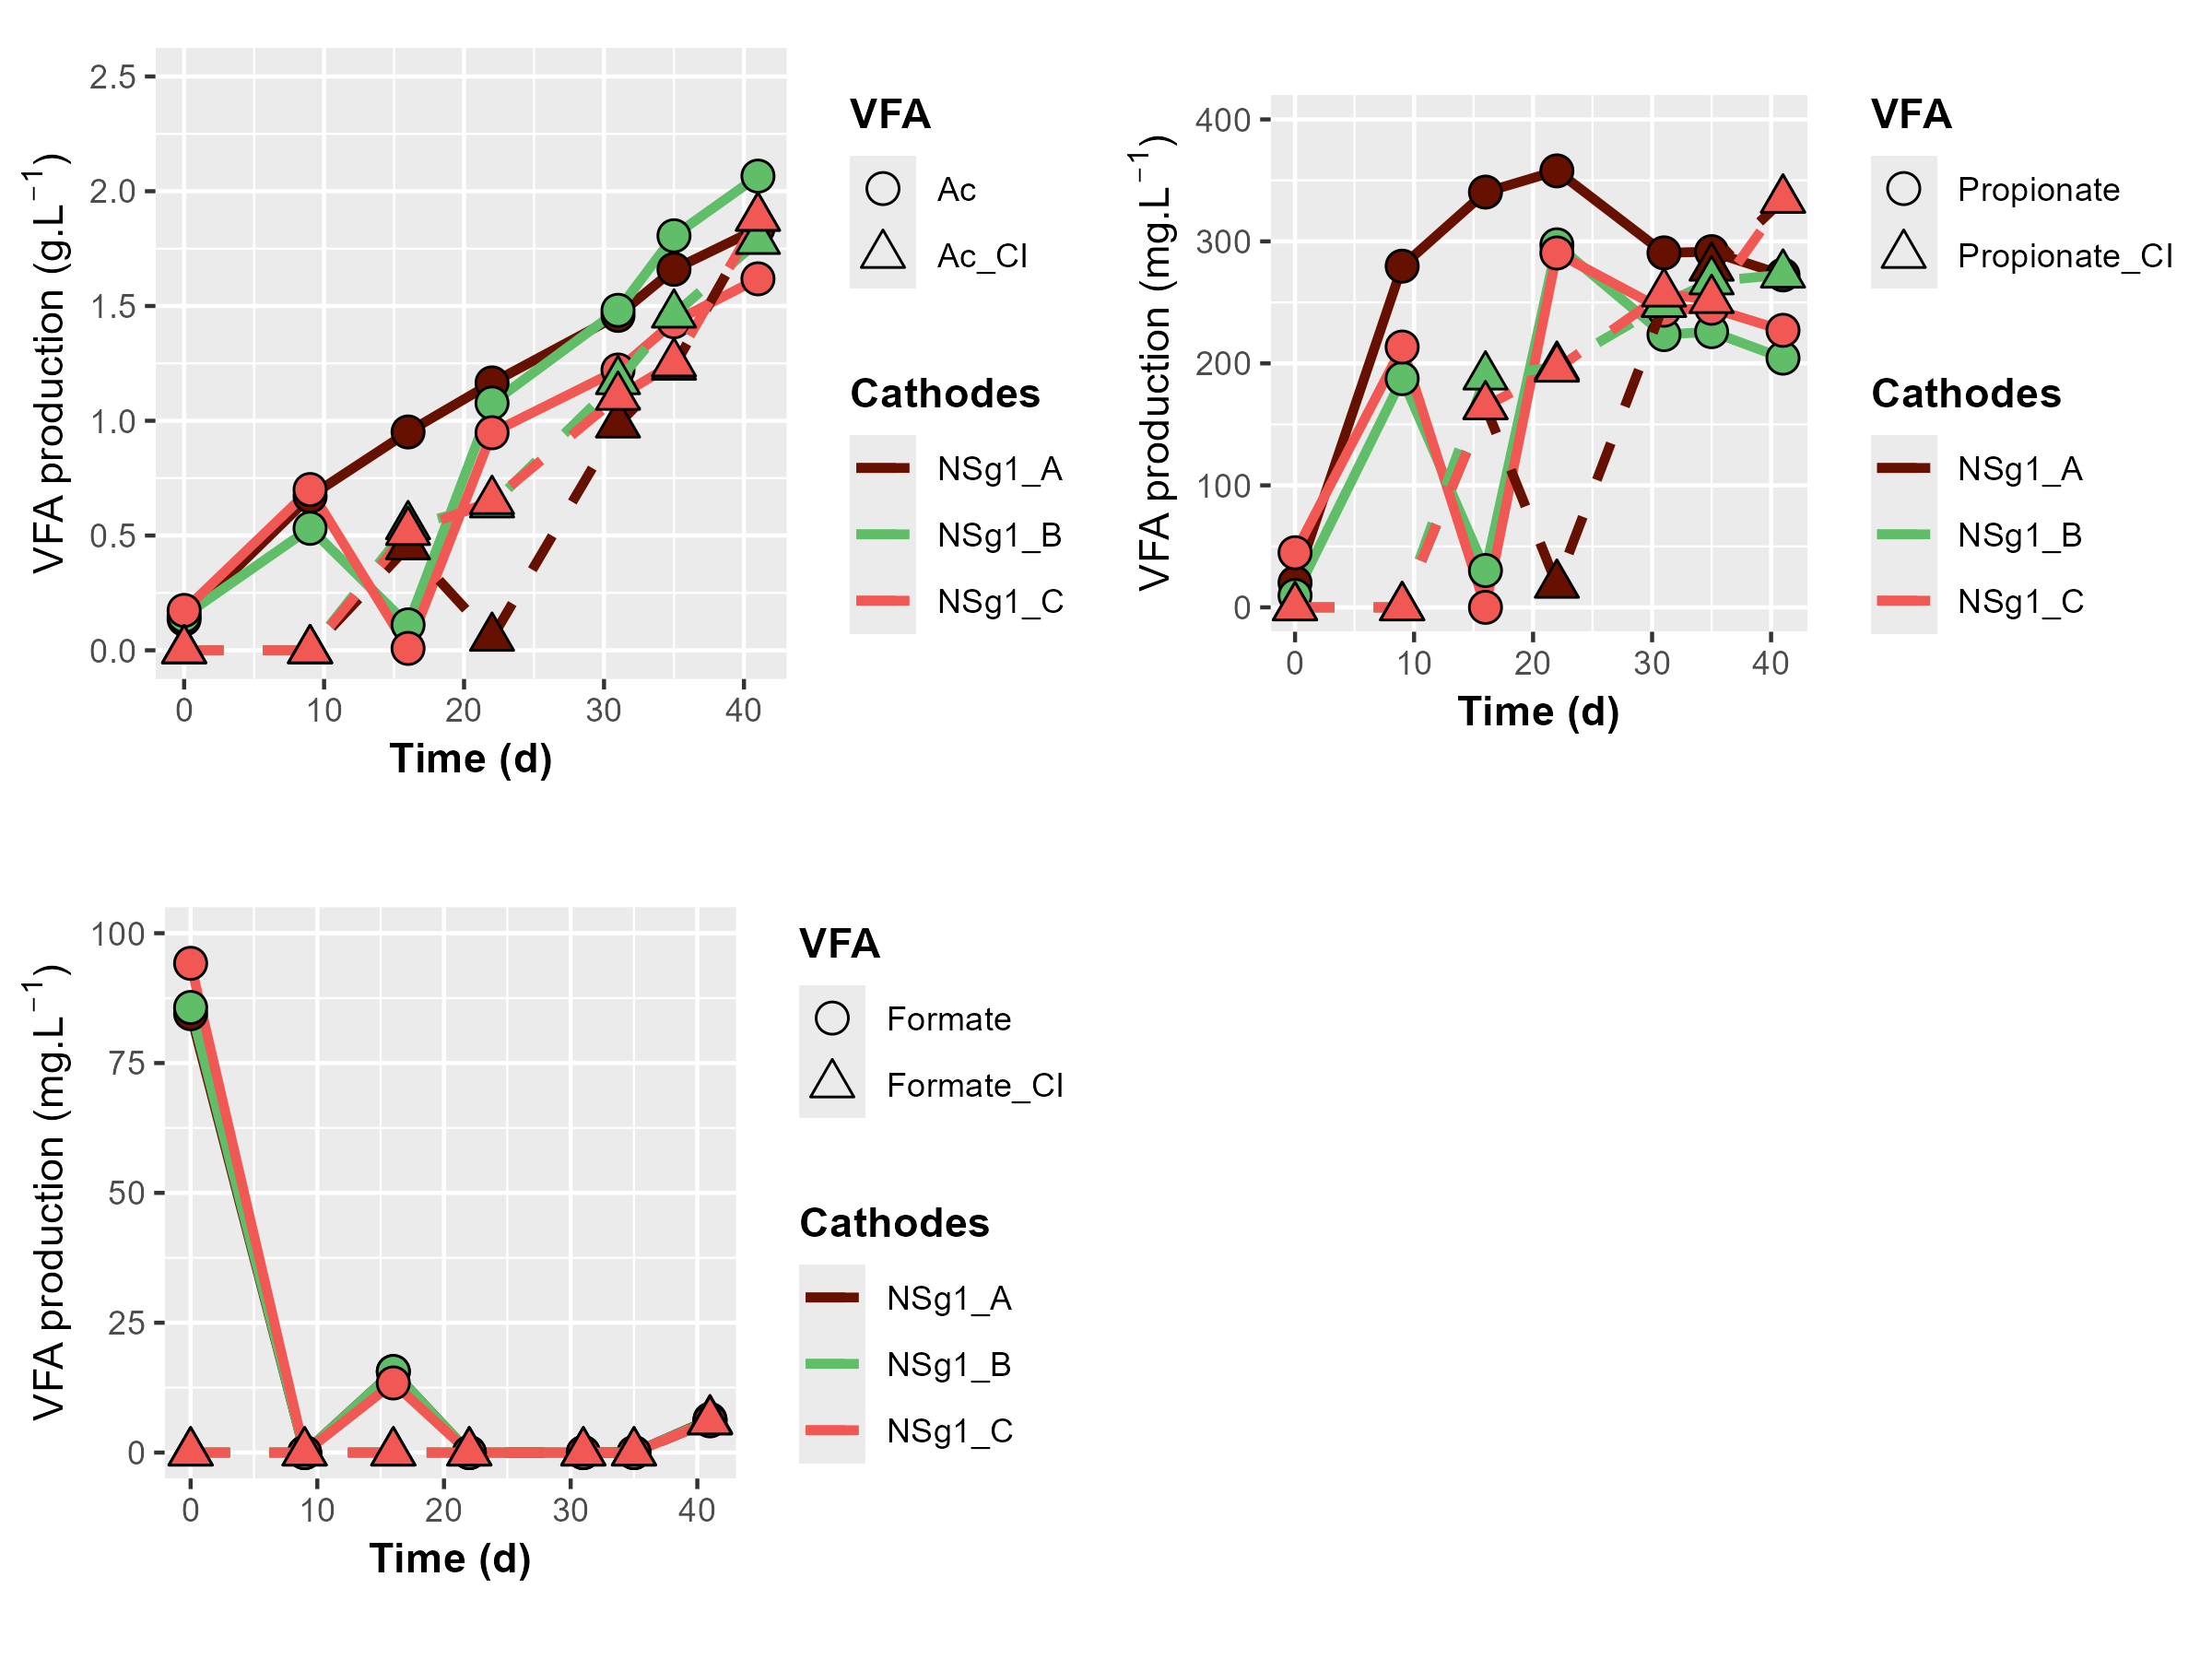 VFA production (g.L−1)
2.5
2.0
1.5
1.0
0.5
0.0
0 10 20 30 40
Time (d)
VFA
Ac
Ac_CI
Cathodes
NSg1_A
NSg1_B
NSg1_C
VFA production (mg.L−1)
400
300
200
100
0
0 10 20 30 40
Time (d)
VFA
Propionate
Propionate_CI
Cathodes
NSg1_A
NSg1_B
NSg1_C
VFA production (mg.L−1)
100
75
50
25
0
0 10 20 30 40
Time (d)
VFA
Formate
Formate_CI
Cathodes
NSg1_A
NSg1_B
NSg1_C